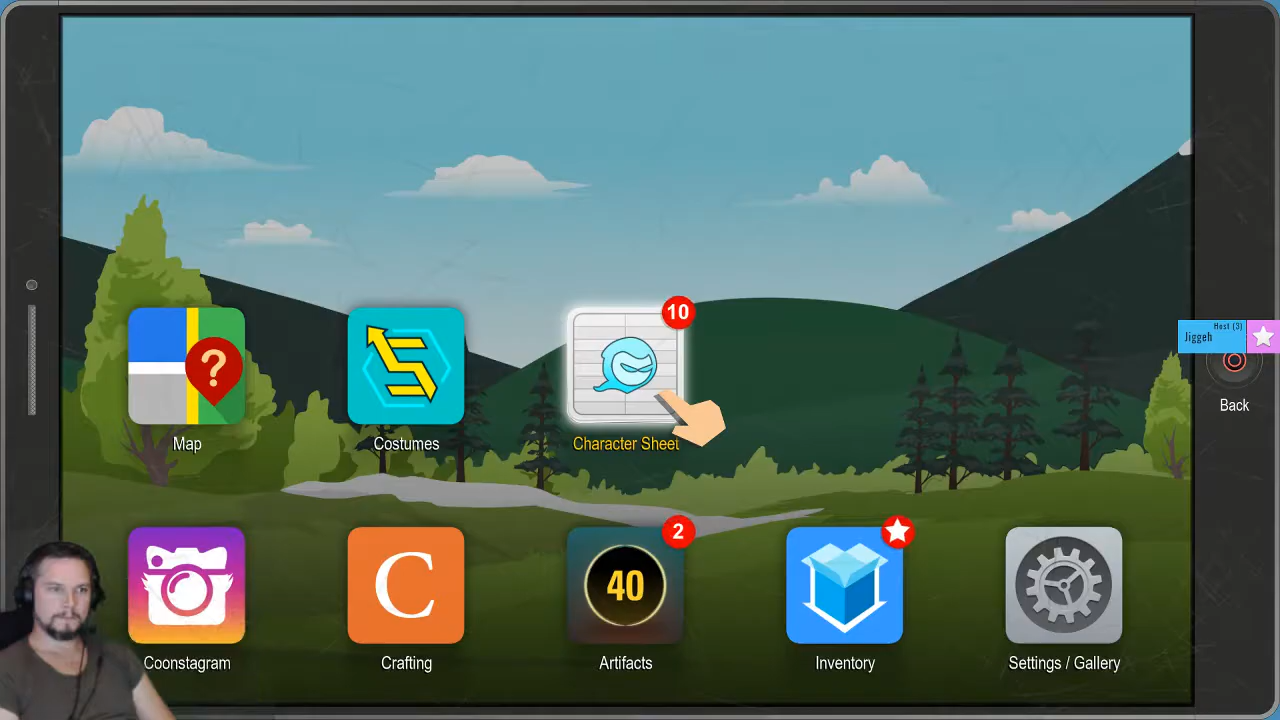 Host (3)
Jiggeh
10
?
Back
Map
Costumes
Character Sheet
2
C
40
Coonstagram
Crafting
Artifacts
Inventory
Settings / Gallery